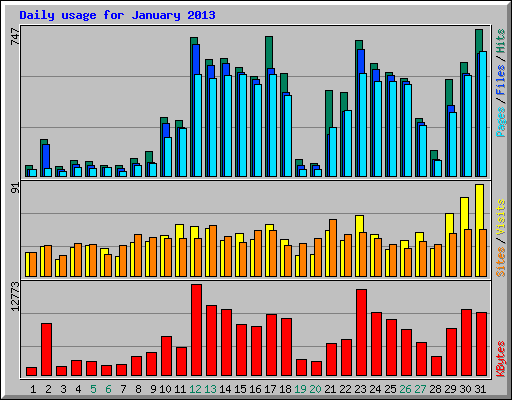 Daily usage for January 2013
747
Pages / Files / Hits
91
Sites / Visits
12773
KBytes
1 2 3 4 5 6 7 8 9 10 11 12 13 14 15 16 17 18 19 20 21 22 23 24 25 26 27 28 29 30 31